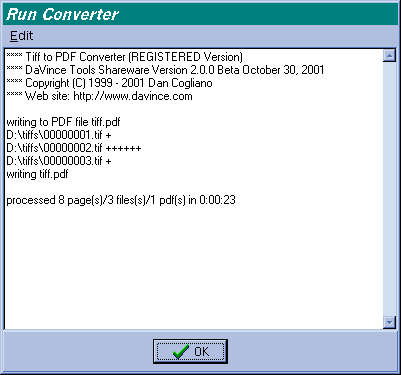 Run Converter
Edit
**** Tiff to PDF Converter (REGISTERED Version)
**** DaVince Tools Shareware Version 2.0.0 Beta October 30, 2001
**** Copyright (C) 1999 - 2001 Dan Cogliano
**** Web site: http://www.davince.com
writing to PDF file tiff.pdf
D:\tiffs\00000001.tif +
D:\tiffs\00000002.tif ++++++
D:\tiffs\00000003.tif +
writing tiff.pdf
processed 8 page(s)/3 files(s)/1 pdf(s) in 0:00:23
OK